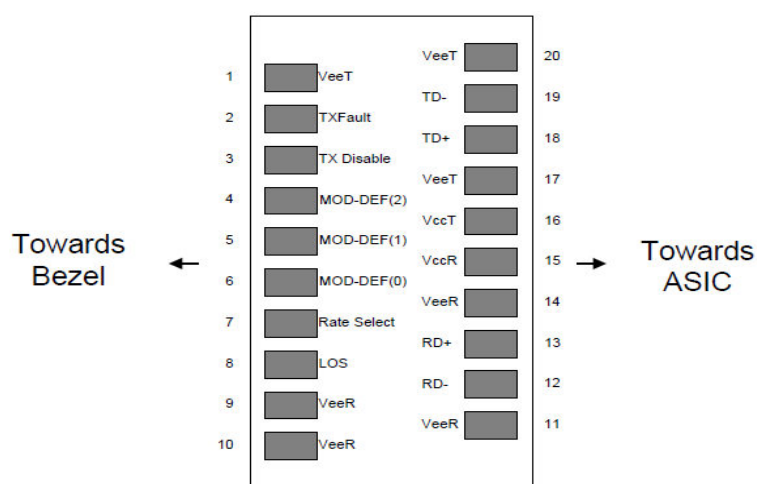 VeeT 20
1 VeeT
TD- 19
2 TXFault
TD+ 18
3 TX Disable
VeeT 17
4 MOD-DEF(2)
VccT 16
Towards
Bezel
5 MOD-DEF(1)
VccR 15
Towards
ASIC
6 MOD-DEF(0)
VeeR 14
7 Rate Select
RD+ 13
8 LOS
RD- 12
9 VeeR
VeeR 11
10 VeeR